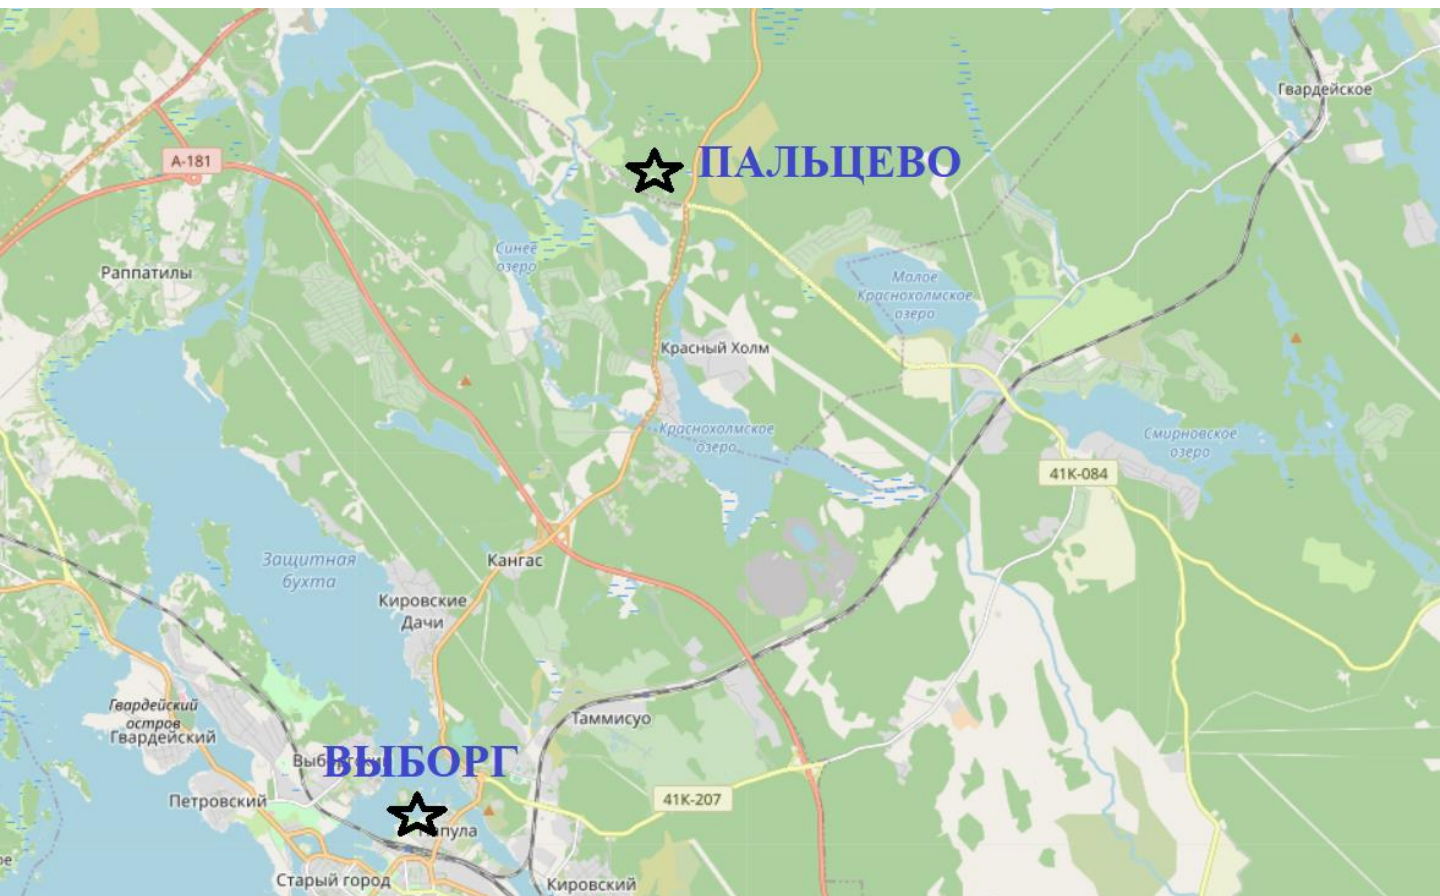 Гвардейское
А-181
ПАЛЬЦЕВО
Синее
озеро
Раппатилы
Малое
Краснохолмское
озеро
Красный Холм
Краснохолмское
озеро
Смирновское
озеро
41К-084
Защитная
бухта
Кангас
Кировские
Дачи
Гвардейский
остров
Гвардейский
Таммисуо
ВЫБОРГ
Петровский
41К-207
Старый город
Кировский